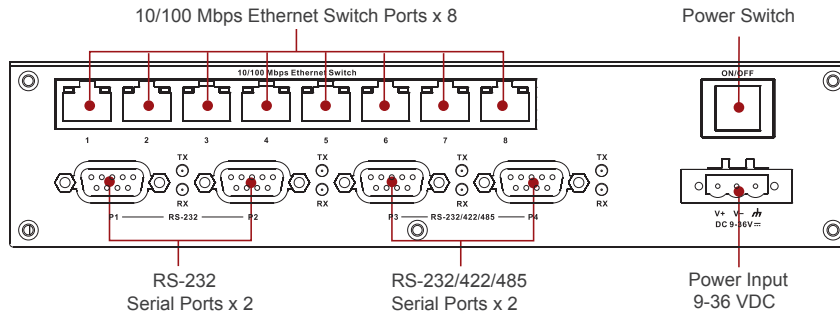 10/100 Mbps Ethernet Switch Ports x 8
Power Switch
10/100 Mbps Ethernet Switch
ON/OFF
1 2 3 4 5 6 7 8
TX TX TX TX
RX RX RX RX
P1 RS-232 P2 P3 RS-232/422/485 P4
V+ V-
DC 9-36V
RS-232
Serial Ports x 2
RS-232/422/485
Serial Ports x 2
Power Input
9-36 VDC